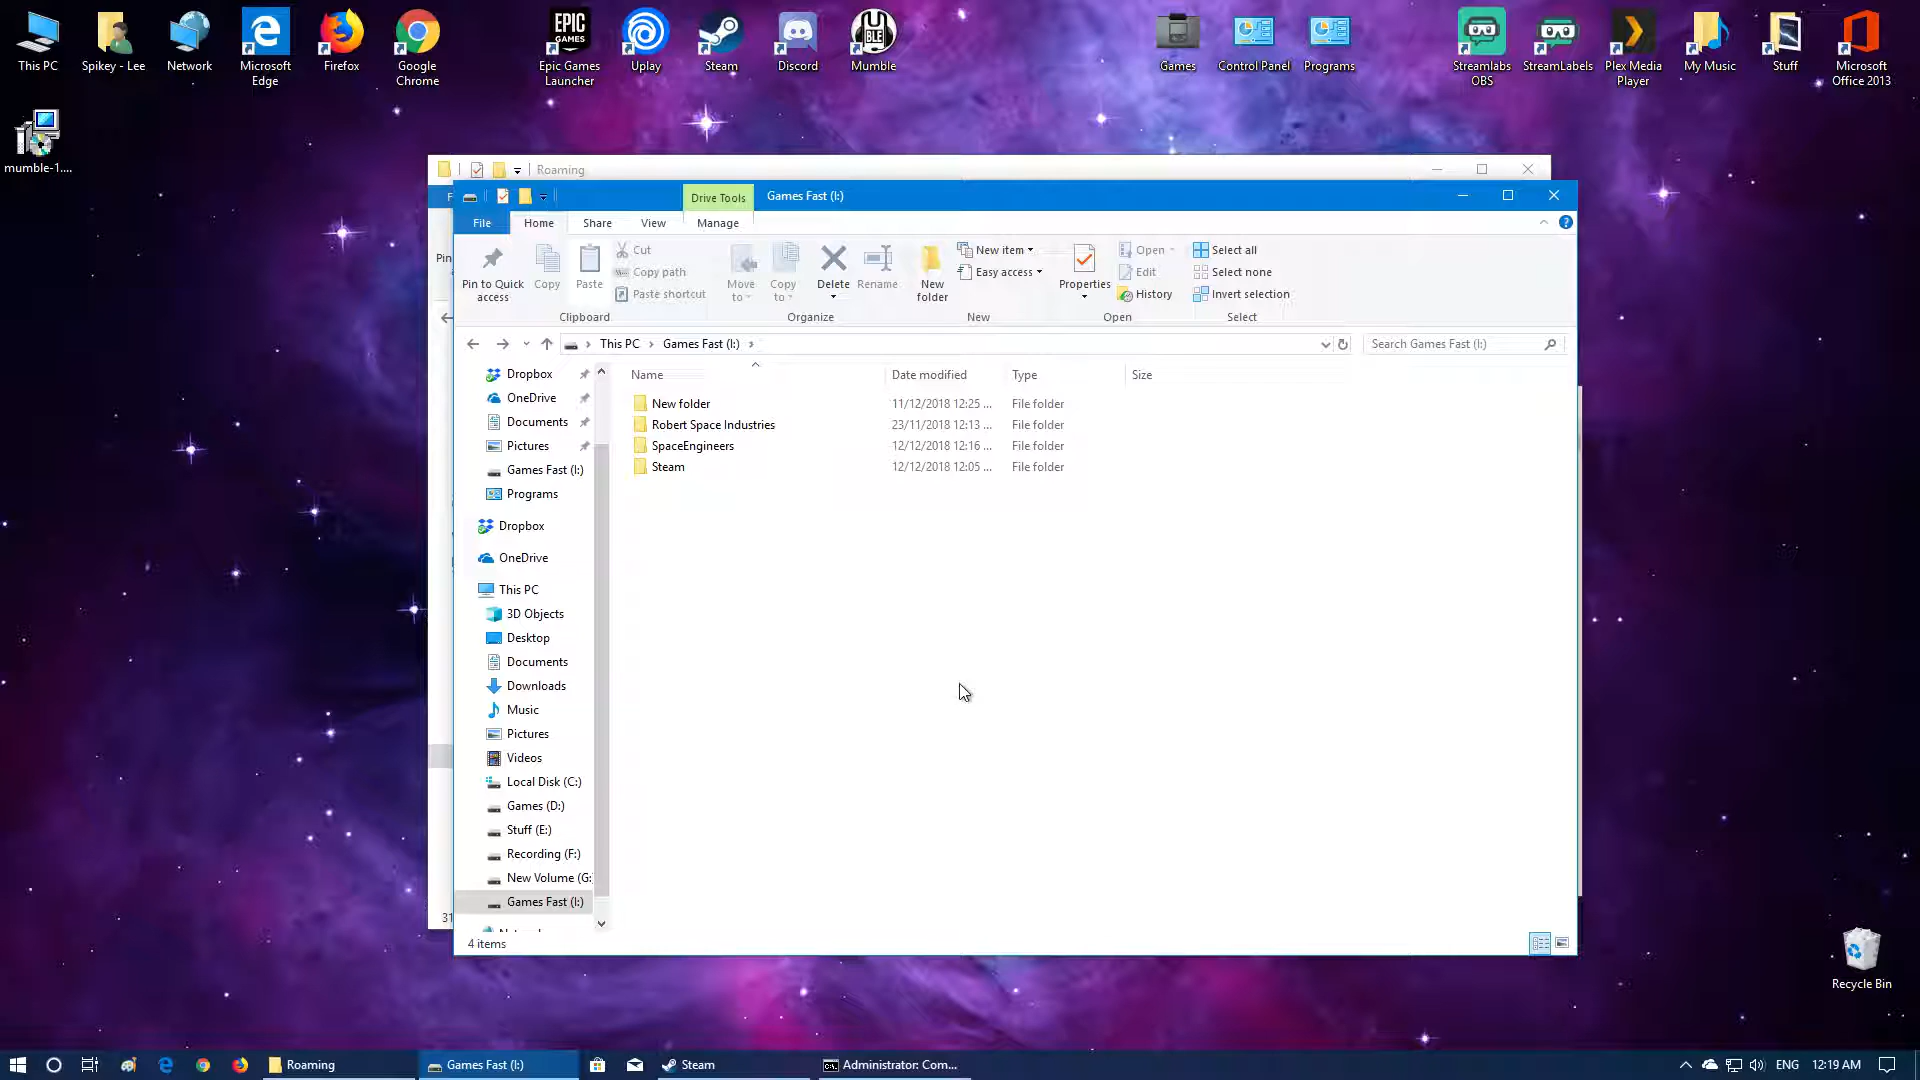 This PC
Spikey - Lee
Network
Microsoft
Edge
Firefox
Google
Chrome
EPIC
GAMES
Epic Games
Launcher
Uplay
Steam
Discord
Mumble
Games
Control Panel
Programs
Streamlabs
OBS
StreamLabels
Plex Media
Player
My Music
Stuff
Microsoft
Office 2013
mumble-1....
Roaming
Drive Tools
Games Fast (I:)
File
Home
Share
View
Manage
Pin
Pin to Quick
access
Copy
Paste
Cut
Copy path
Paste shortcut
Clipboard
Move
to
Copy
to
Delete
Rename
Organize
New
folder
New item
Easy access
New
Properties
Open
Edit
History
Open
Select all
Select none
Invert selection
Select
This PC
Games Fast (I:)
Search Games Fast (I:)
Name
Date modified
Type
Size
New folder 11/12/2018 12:25 ... File folder
Robert Space Industries 23/11/2018 12:13 ... File folder
SpaceEngineers 12/12/2018 12:16 ... File folder
Steam 12/12/2018 12:05 ... File folder
Dropbox
OneDrive
Documents
Pictures
Games Fast (I:)
Programs
Dropbox
OneDrive
This PC
3D Objects
Desktop
Documents
Downloads
Music
Pictures
Videos
Local Disk (C:)
Games (D:)
Stuff (E:)
Recording (F:)
New Volume (G:
Games Fast (I:)
31
4 items
Recycle Bin
Roaming
Games Fast (I:)
Steam
Administrator: Com...
ENG
12:19 AM